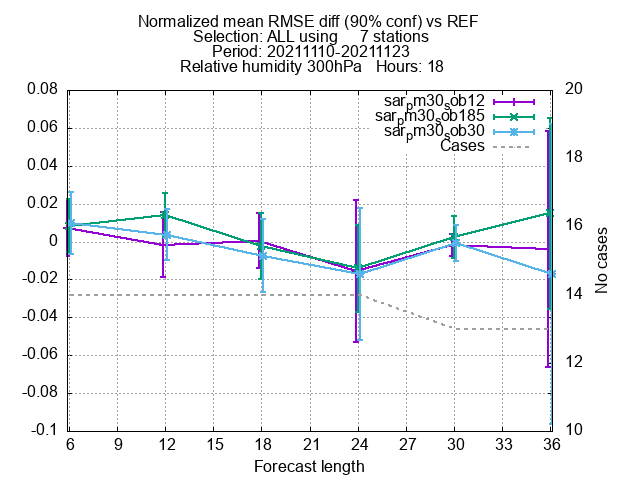 Normalized mean RMSE diff (90% conf) vs REF
Selection: ALL using 7 stations
Period: 20211110-20211123
Relative humidity 300hPa Hours: 18
sar_pm30_sob12
sar_pm30_sob185
sar_pm30_sob30
Cases
0.08
0.06
0.04
0.02
0
-0.02
-0.04
-0.06
-0.08
-0.1
20
18
16
14
12
10
No cases
6 9 12 15 18 21 24 27 30 33 36
Forecast length